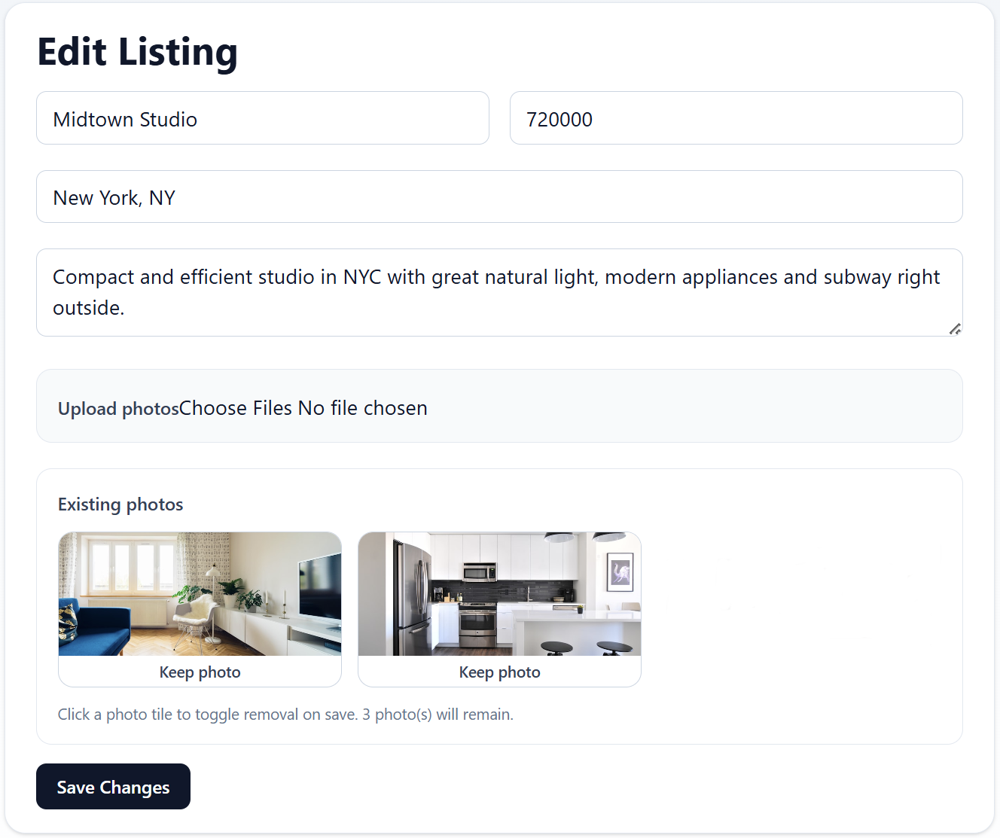 Edit Listing
Midtown Studio
720000
New York, NY
Compact and efficient studio in NYC with great natural light, modern appliances and subway right
outside.
Upload photosChoose Files No file chosen
Existing photos
Keep photo
Keep photo
Click a photo tile to toggle removal on save. 3 photo(s) will remain.
Save Changes